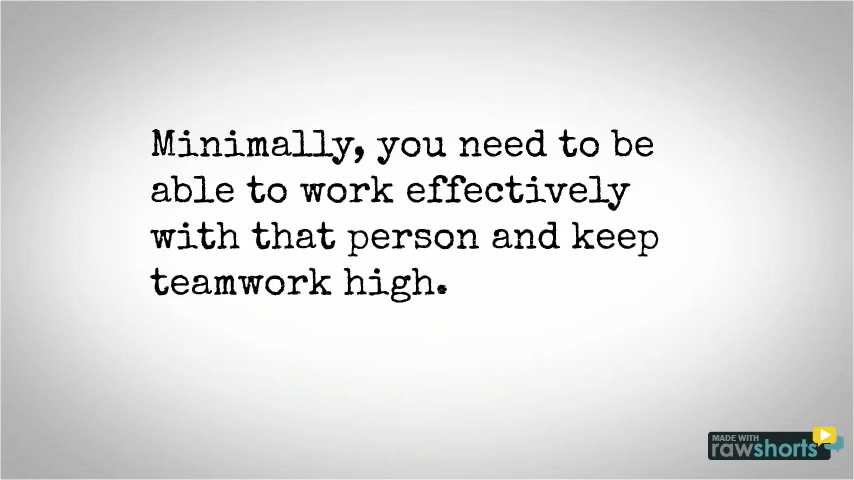 Minimally, you need to be
able to work effectively
with that person and keep
teamwork high.
MADE WITH
rawshorts